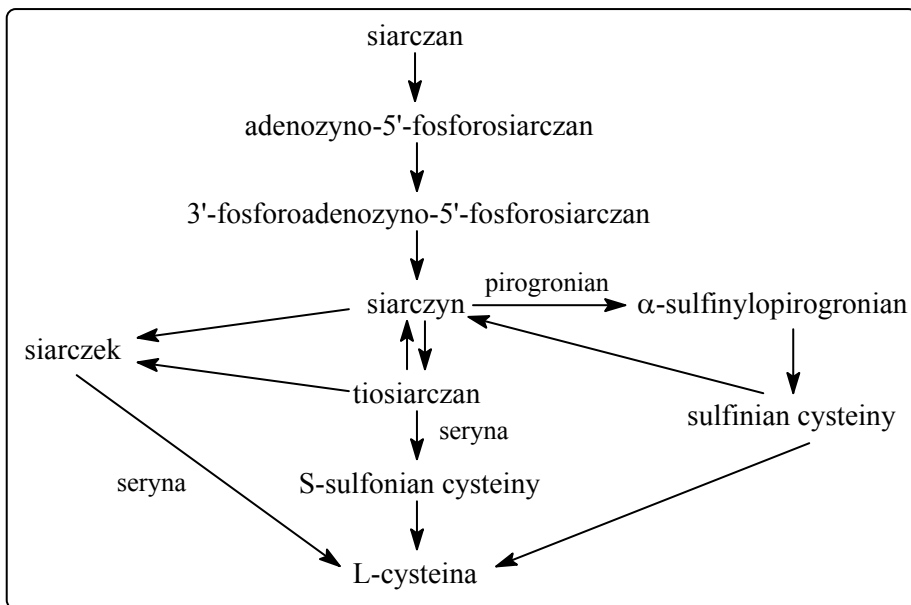 siarczan
adenozyno-5'-fosforosiarczan
3'-fosforoadenozyno-5'-fosforosiarczan
pirogronian
siarczyn
α-sulfinylopirogronian
siarczek
tiosiarczan
sulfinian cysteiny
seryna
seryna
S-sulfonian cysteiny
L-cysteina